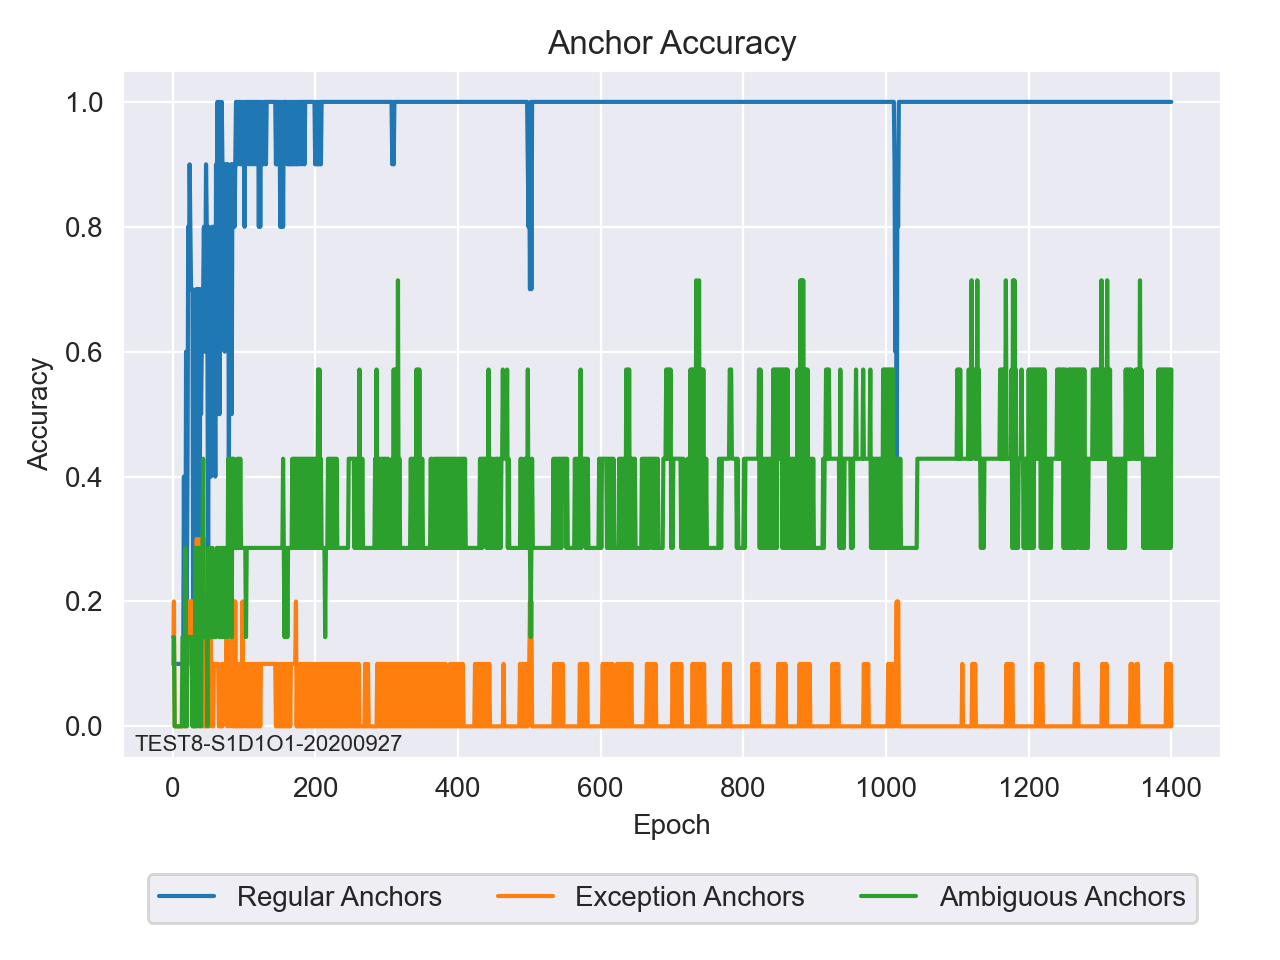 Anchor Accuracy
1.0
0.8
0.6
0.4
0.2
0.0
Accuracy
TEST8-S1D1O1-20200927
0 200 400 600 800 1000 1200 1400
Epoch
Regular Anchors Exception Anchors Ambiguous Anchors